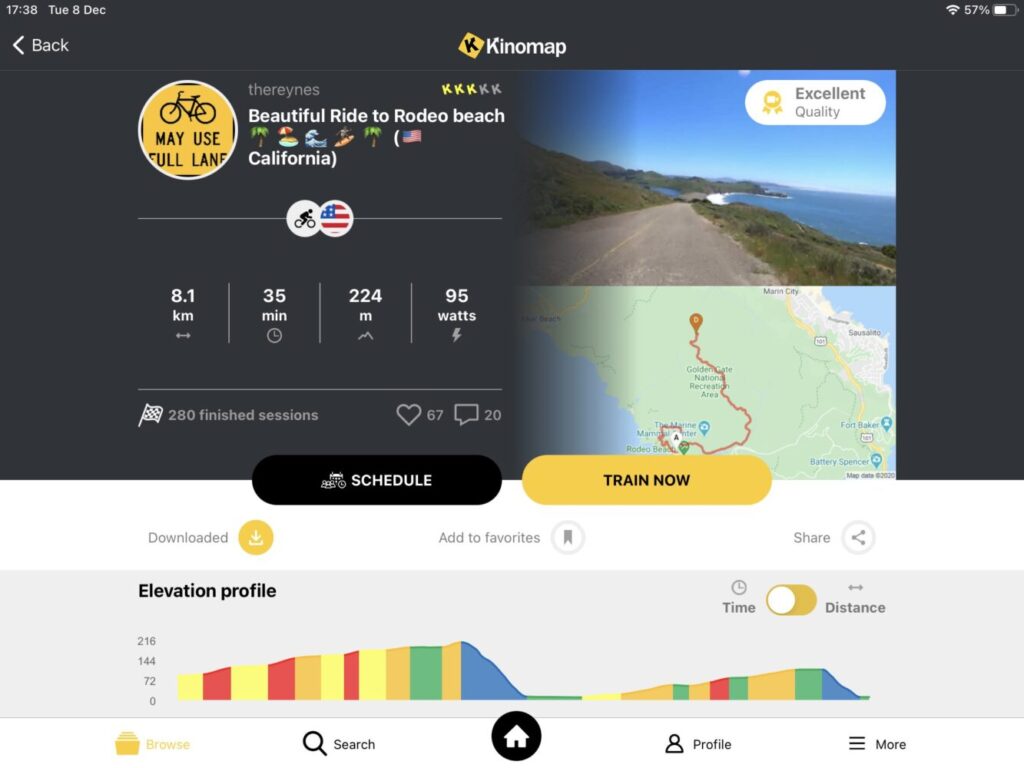 17:38 Tue 8 Dec
57%
Back
Kinomap
MAY USE
FULL LANE
thereynes
KKKKK
Beautiful Ride to Rodeo beach
🌴 🏖 🌊 🏄 🌴 (🇺🇸
California)
Excellent
Quality
8.1
km
35
min
224
m
95
watts
280 finished sessions
67
20
Marin City
Sausalito
101
Golden Gate
National
Recreation
Area
D
The Marine
Mammal Center
A
Rodeo Beach
Fort Baker
101
Battery Spencer
Map data ©2020
SCHEDULE
TRAIN NOW
Downloaded
Add to favorites
Share
Elevation profile
Time
Distance
216
144
72
0
Browse
Search
Profile
More